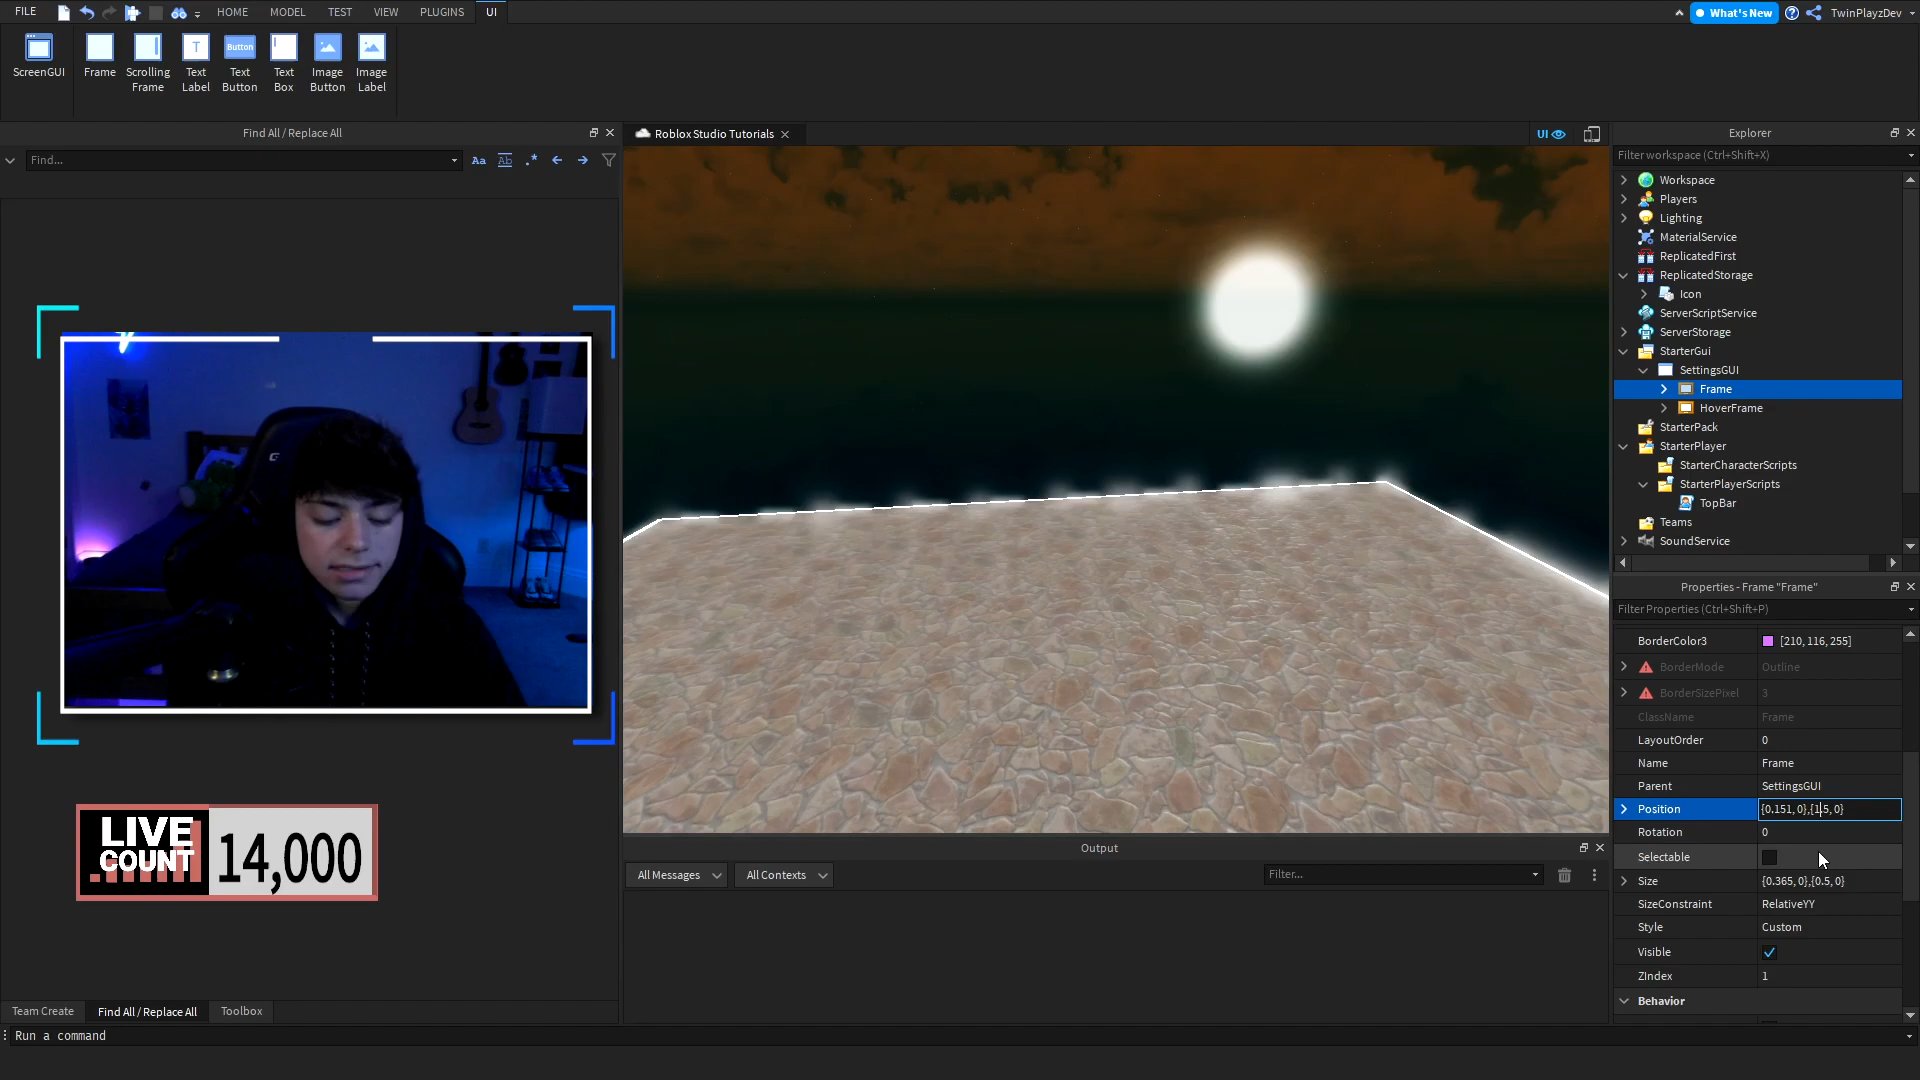 FILE
HOME
MODEL
TEST
VIEW
PLUGINS
UI
What's New
TwinPlayzDev
ScreenGUI
Frame
Scrolling
Frame
T
Text
Label
Button
Text
Button
Text
Box
Image
Button
Image
Label
Find All / Replace All
Find...
Aa
Ab
.*
Roblox Studio Tutorials
UI
Explorer
Filter workspace (Ctrl+Shift+X)
Workspace
Players
Lighting
MaterialService
ReplicatedFirst
ReplicatedStorage
Icon
ServerScriptService
ServerStorage
StarterGui
SettingsGUI
Frame
HoverFrame
StarterPack
StarterPlayer
StarterCharacterScripts
StarterPlayerScripts
TopBar
Teams
SoundService
Properties - Frame "Frame"
Filter Properties (Ctrl+Shift+P)
BorderColor3 [210, 116, 255]
BorderMode Outline
BorderSizePixel 3
ClassName Frame
LayoutOrder 0
Name Frame
Parent SettingsGUI
Position {0.151, 0},{1.5, 0}
Rotation 0
Selectable
Size {0.365, 0},{0.5, 0}
SizeConstraint RelativeYY
Style Custom
Visible
ZIndex 1
Behavior
LIVE
COUNT
14,000
Output
All Messages
All Contexts
Filter...
Team Create
Find All / Replace All
Toolbox
Run a command